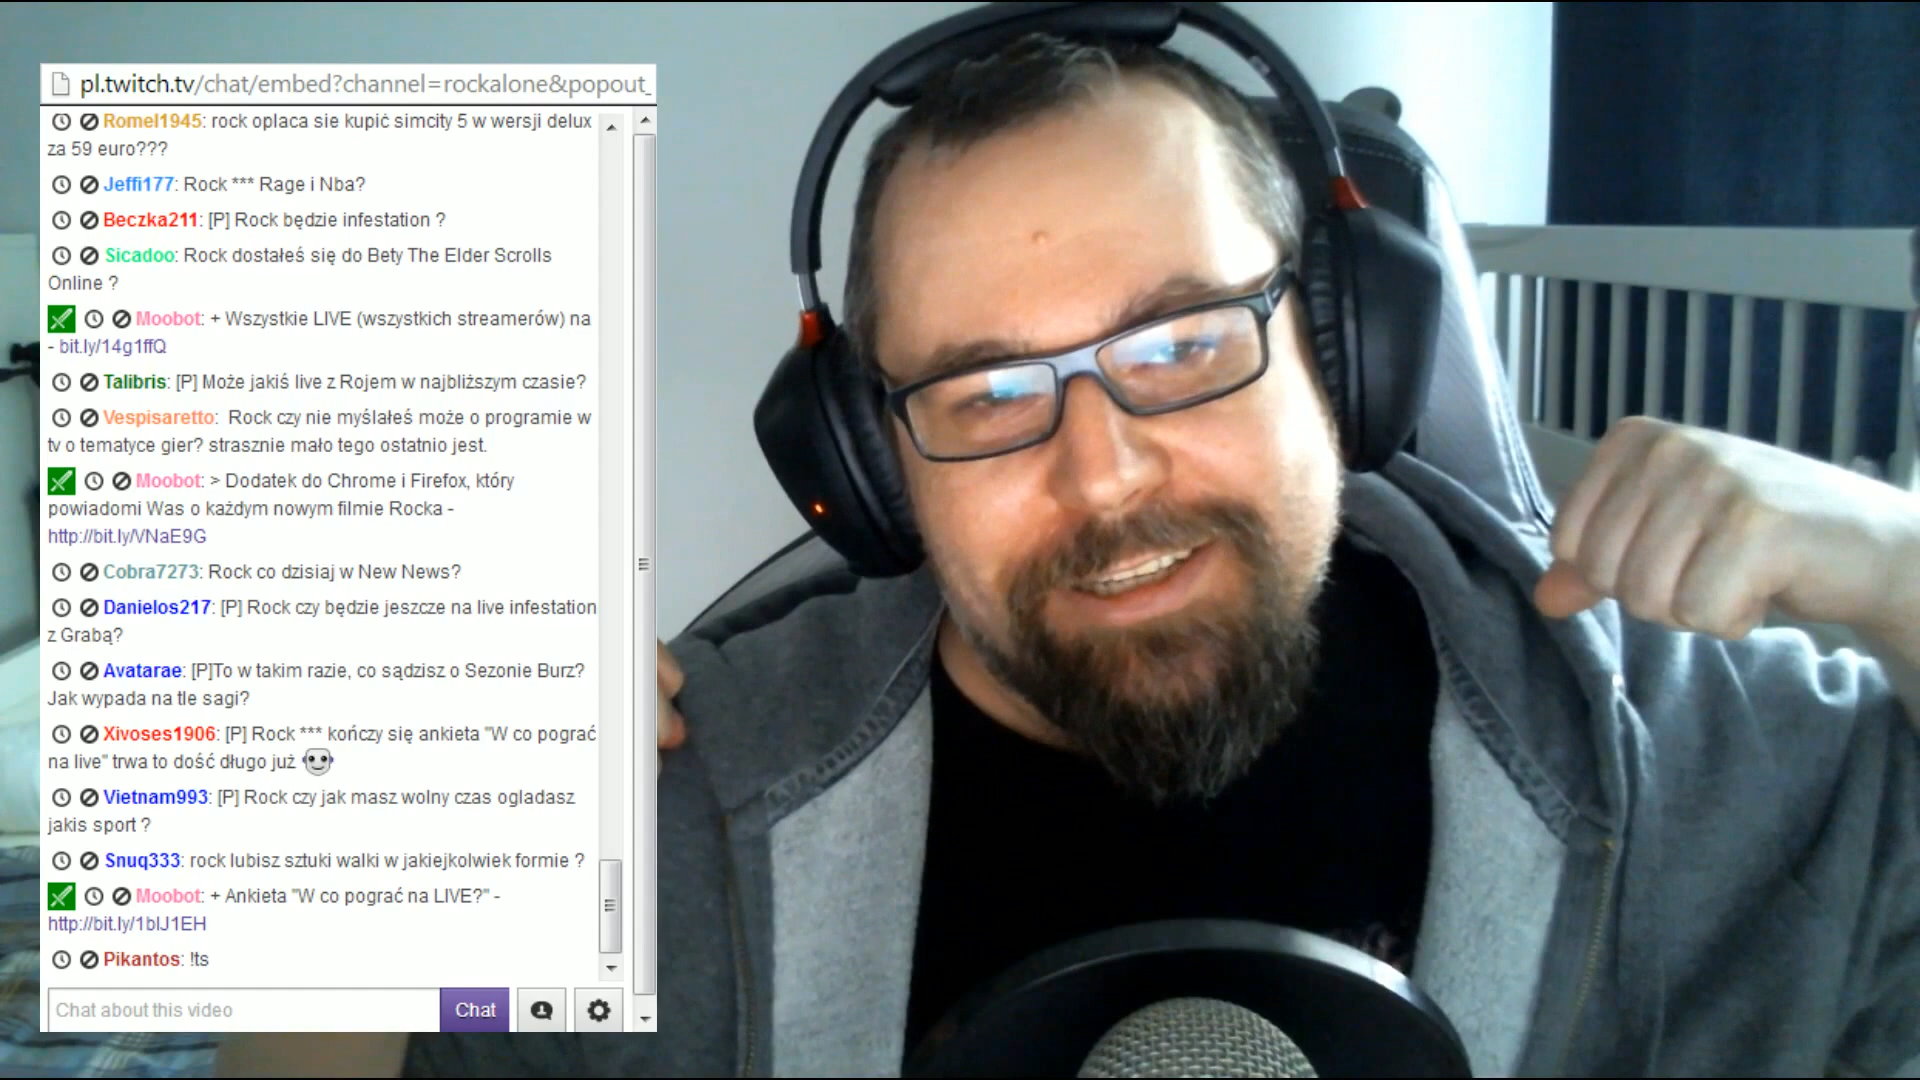 pl.twitch.tv/chat/embed?channel=rockalone&popout_
Romel1945: rock oplaca sie kupić simcity 5 w wersji delux
za 59 euro???
Jeffi177: Rock *** Rage i Nba?
Beczka211: [P] Rock będzie infestation ?
Sicadoo: Rock dostałeś się do Bety The Elder Scrolls
Online ?
Moobot: + Wszystkie LIVE (wszystkich streamerów) na
- bit.ly/14g1ffQ
Talibris: [P] Może jakiś live z Rojem w najbliższym czasie?
Vespisaretto: Rock czy nie myślałeś może o programie w
tv o tematyce gier? strasznie mało tego ostatnio jest.
Moobot: > Dodatek do Chrome i Firefox, który
powiadomi Was o każdym nowym filmie Rocka -
http://bit.ly/VNaE9G
Cobra7273: Rock co dzisiaj w New News?
Danielos217: [P] Rock czy będzie jeszcze na live infestation
z Grabą?
Avatarae: [P]To w takim razie, co sądzisz o Sezonie Burz?
Jak wypada na tle sagi?
Xivoses1906: [P] Rock *** kończy się ankieta "W co pograć
na live" trwa to dość długo już
Vietnam993: [P] Rock czy jak masz wolny czas ogladasz
jakis sport ?
Snuq333: rock lubisz sztuki walki w jakiejkolwiek formie ?
Moobot: + Ankieta "W co pograć na LIVE?" -
http://bit.ly/1blJ1EH
Pikantos: !ts
Chat about this video
Chat